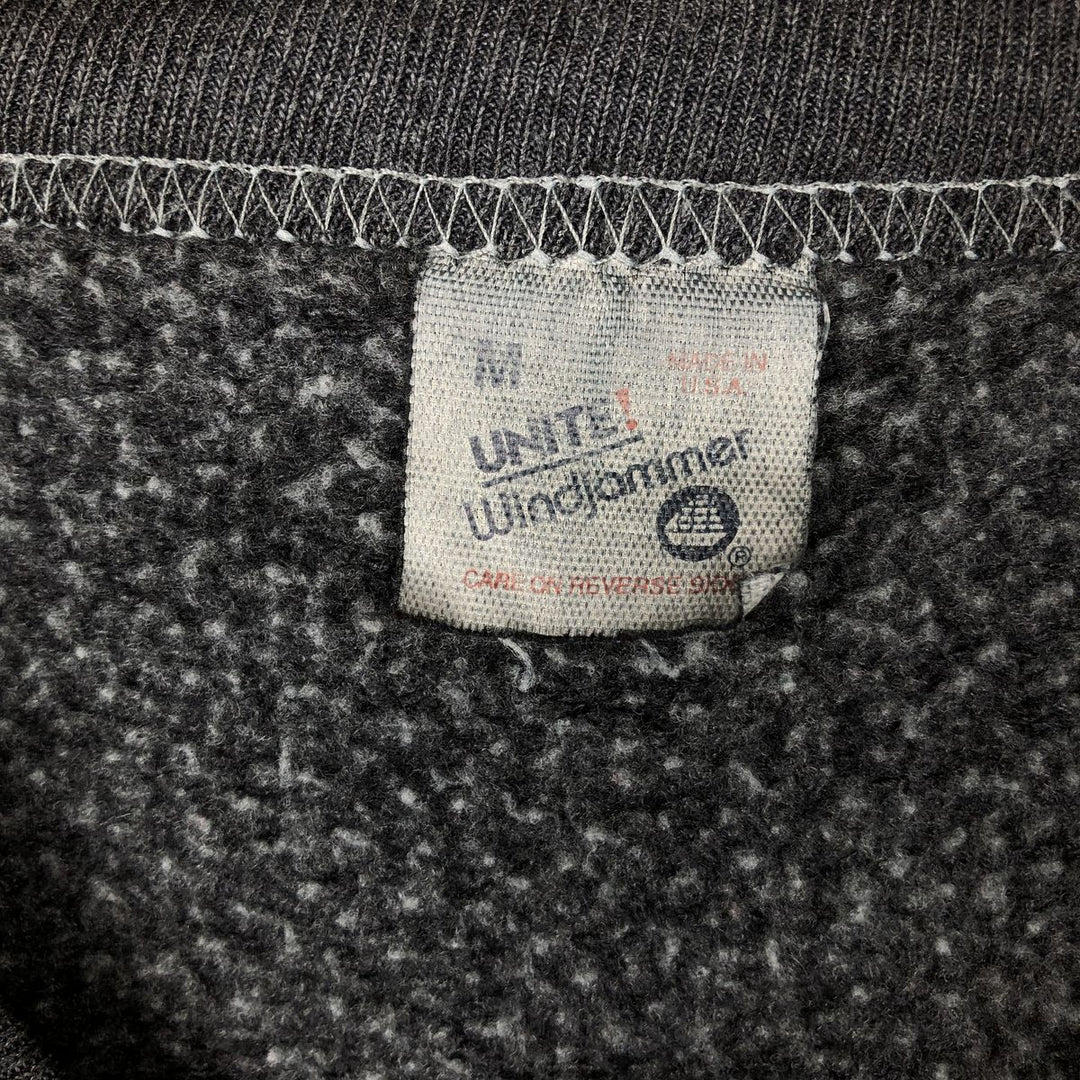 M
MADE IN
U.S.A.
UNITE!
Windjammer
®
CARE ON REVERSE SIDE